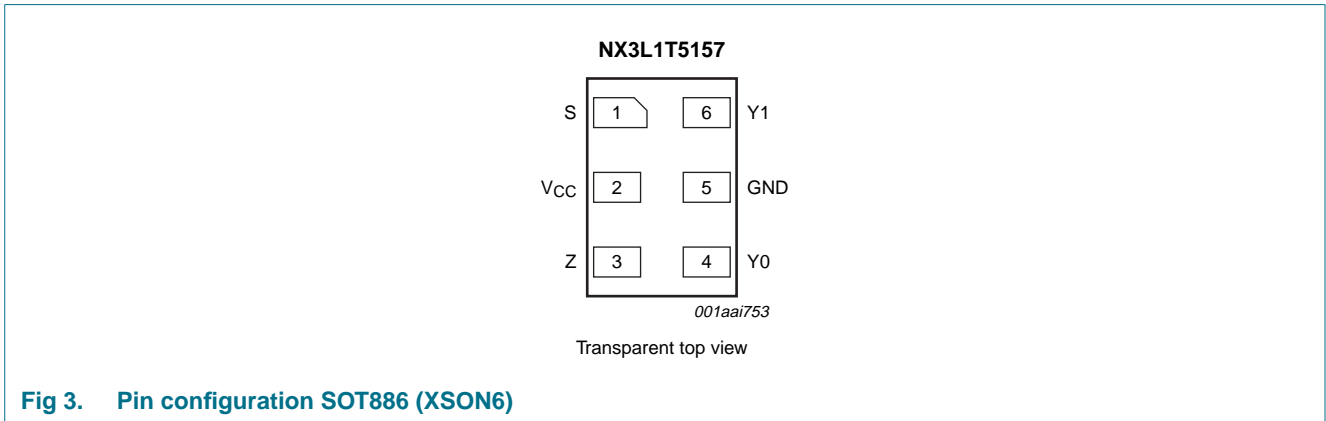 NX3L1T5157
S 1 6 Y1
VCC 2 5 GND
Z 3 4 Y0
001aai753
Transparent top view
Fig 3. Pin configuration SOT886 (XSON6)